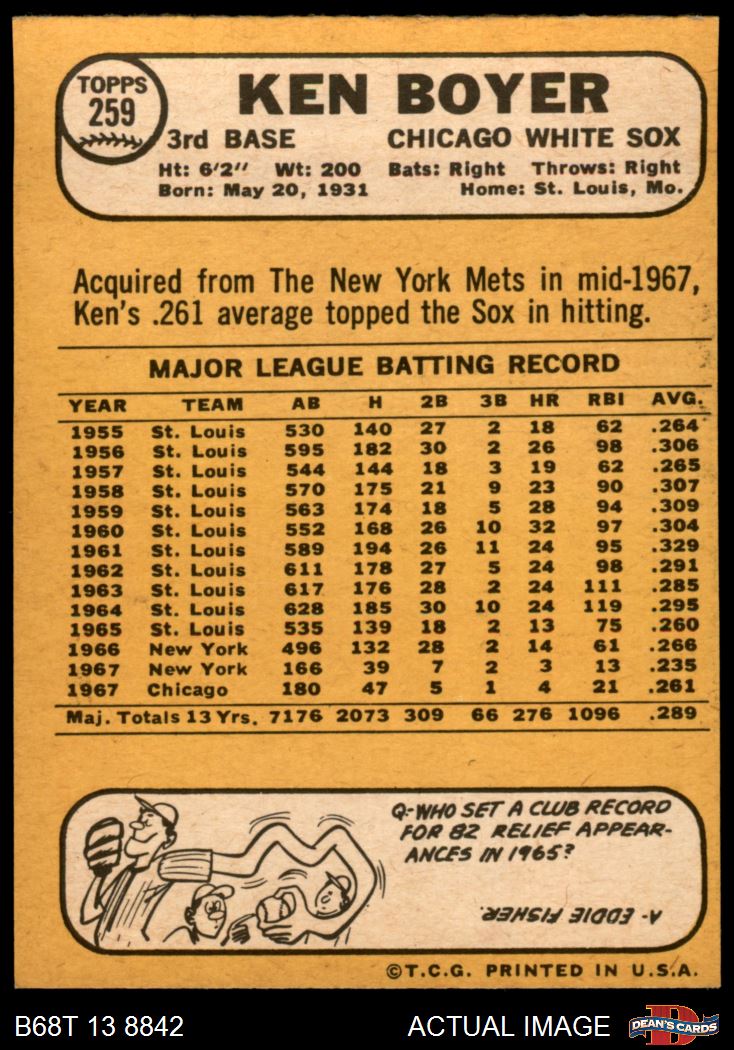 TOPPS
259
KEN BOYER
3rd BASE CHICAGO WHITE SOX
Ht: 6'2" Wt: 200 Bats: Right Throws: Right
Born: May 20, 1931 Home: St. Louis, Mo.
Acquired from The New York Mets in mid-1967,
Ken's .261 average topped the Sox in hitting.
MAJOR LEAGUE BATTING RECORD
YEAR TEAM AB H 2B 3B HR RBI AVG.
1955 St. Louis 530 140 27 2 18 62 .264
1956 St. Louis 595 182 30 2 26 98 .306
1957 St. Louis 544 144 18 3 19 62 .265
1958 St. Louis 570 175 21 9 23 90 .307
1959 St. Louis 563 174 18 5 28 94 .309
1960 St. Louis 552 168 26 10 32 97 .304
1961 St. Louis 589 194 26 11 24 95 .329
1962 St. Louis 611 178 27 5 24 98 .291
1963 St. Louis 617 176 28 2 24 111 .285
1964 St. Louis 628 185 30 10 24 119 .295
1965 St. Louis 535 139 18 2 13 75 .260
1966 New York 496 132 28 2 14 61 .266
1967 New York 166 39 7 2 3 13 .235
1967 Chicago 180 47 5 1 4 21 .261
Maj. Totals 13 Yrs. 7176 2073 309 66 276 1096 .289
Q-WHO SET A CLUB RECORD
FOR 82 RELIEF APPEAR-
ANCES IN 1965?
A- EDDIE FISHER.
©T.C.G. PRINTED IN U.S.A.
B68T 13 8842 ACTUAL IMAGE
D
DEAN'S CARDS